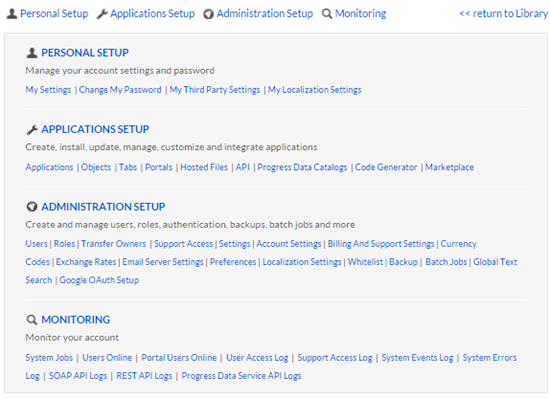 Personal Setup Applications Setup Administration Setup Monitoring << return to Library
PERSONAL SETUP
Manage your account settings and password
My Settings | Change My Password | My Third Party Settings | My Localization Settings
APPLICATIONS SETUP
Create, install, update, manage, customize and integrate applications
Applications | Objects | Tabs | Portals | Hosted Files | API | Progress Data Catalogs | Code Generator | Marketplace
ADMINISTRATION SETUP
Create and manage users, roles, authentication, backups, batch jobs and more
Users | Roles | Transfer Owners | Support Access | Settings | Account Settings | Billing And Support Settings | Currency
Codes | Exchange Rates | Email Server Settings | Preferences | Localization Settings | Whitelist | Backup | Batch Jobs | Global Text
Search | Google OAuth Setup
MONITORING
Monitor your account
System Jobs | Users Online | Portal Users Online | User Access Log | Support Access Log | System Events Log | System Errors
Log | SOAP API Logs | REST API Logs | Progress Data Service API Logs